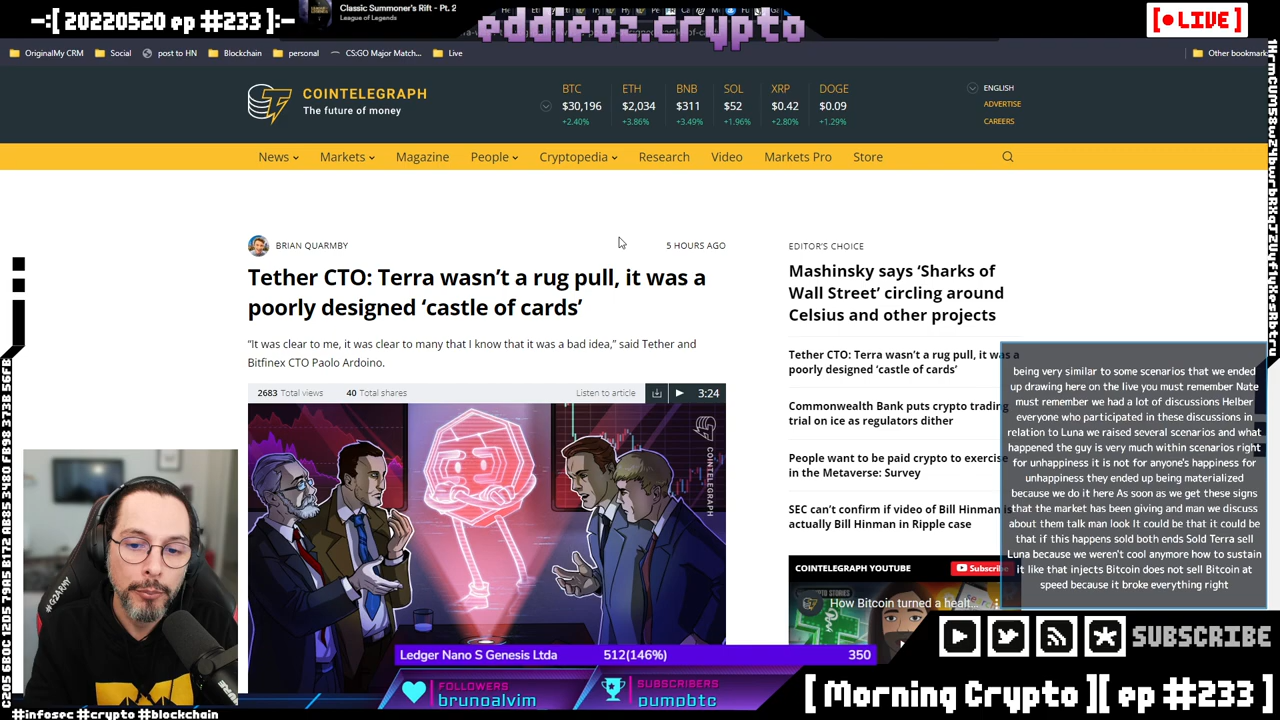 -:[ 20220520 ep #233 ]:-
Classic Summoner's Rift - Pt. 2
League of Legends
eddieoz.crypto
[ ● LIVE ]
OriginalMy CRM
Social
post to HN
Blockchain
personal
CS:GO Major Match...
Live
Other bookmark
COINTELEGRAPH
The future of money
BTC ETH BNB SOL XRP DOGE
$30,196 $2,034 $311 $52 $0.42 $0.09
+2.40% +3.86% +3.49% +1.96% +2.80% +1.29%
ENGLISH
ADVERTISE
CAREERS
News Markets Magazine People Cryptopedia Research Video Markets Pro Store
BRIAN QUARMBY
5 HOURS AGO
Tether CTO: Terra wasn't a rug pull, it was a
poorly designed 'castle of cards'
“It was clear to me, it was clear to many that I know that it was a bad idea,” said Tether and
Bitfinex CTO Paolo Ardoino.
2683 Total views 40 Total shares
Listen to article
3:24
COINTELEGRAPH
EDITOR'S CHOICE
Mashinsky says 'Sharks of
Wall Street' circling around
Celsius and other projects
Tether CTO: Terra wasn't a rug pull, it was a
poorly designed 'castle of cards'
Commonwealth Bank puts crypto trading
trial on ice as regulators dither
People want to be paid crypto to exercise
in the Metaverse: Survey
SEC can't confirm if video of Bill Hinman is
actually Bill Hinman in Ripple case
COINTELEGRAPH YOUTUBE
Subscribe
How Bitcoin turned a healt...
being very similar to some scenarios that we ended
up drawing here on the live you must remember Nate
must remember we had a lot of discussions Helber
everyone who participated in these discussions in
relation to Luna we raised several scenarios and what
happened the guy is very much within scenarios right
for unhappiness it is not for anyone's happiness for
unhappiness they ended up being materialized
because we do it here As soon as we get these signs
that the market has been giving and man we discuss
about them talk man look It could be that it could be
that if this happens sold both ends Sold Terra sell
Luna because we weren't cool anymore how to sustain
it like that injects Bitcoin does not sell Bitcoin at
speed because it broke everything right
#G2ARMY
Ledger Nano S Genesis Ltda 512(146%) 350
FOLLOWERS
brunoalvim
SUBSCRIBERS
pumpbtc
SUBSCRIBE
[ Morning Crypto ][ ep #233 ]
#infosec #crypto #blockchain